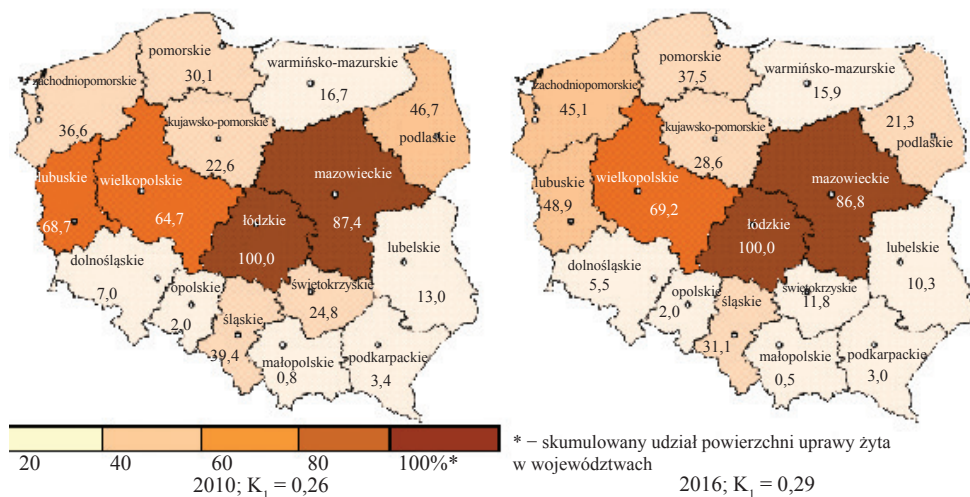 pomorskie
30,1
warmińsko-mazurskie
16,7
zachodniopomorskie
36,6
46,7
podlaskie
kujawsko-pomorskie
22,6
lubuskie
68,7
wielkopolskie
64,7
mazowieckie
87,4
łódzkie
100,0
lubelskie
13,0
dolnośląskie
7,0
opolskie
2,0
śląskie
39,4
świętokrzyskie
24,8
małopolskie
0,8
podkarpackie
3,4
20 40 60 80 100%*
2010; K₁ = 0,26
pomorskie
37,5
warmińsko-mazurskie
15,9
zachodniopomorskie
45,1
21,3
podlaskie
kujawsko-pomorskie
28,6
lubuskie
48,9
wielkopolskie
69,2
mazowieckie
86,8
łódzkie
100,0
lubelskie
10,3
dolnośląskie
5,5
opolskie
2,0
śląskie
31,1
świętokrzyskie
11,8
małopolskie
0,5
podkarpackie
3,0
* – skumulowany udział powierzchni uprawy żyta
w województwach
2016; K₁ = 0,29